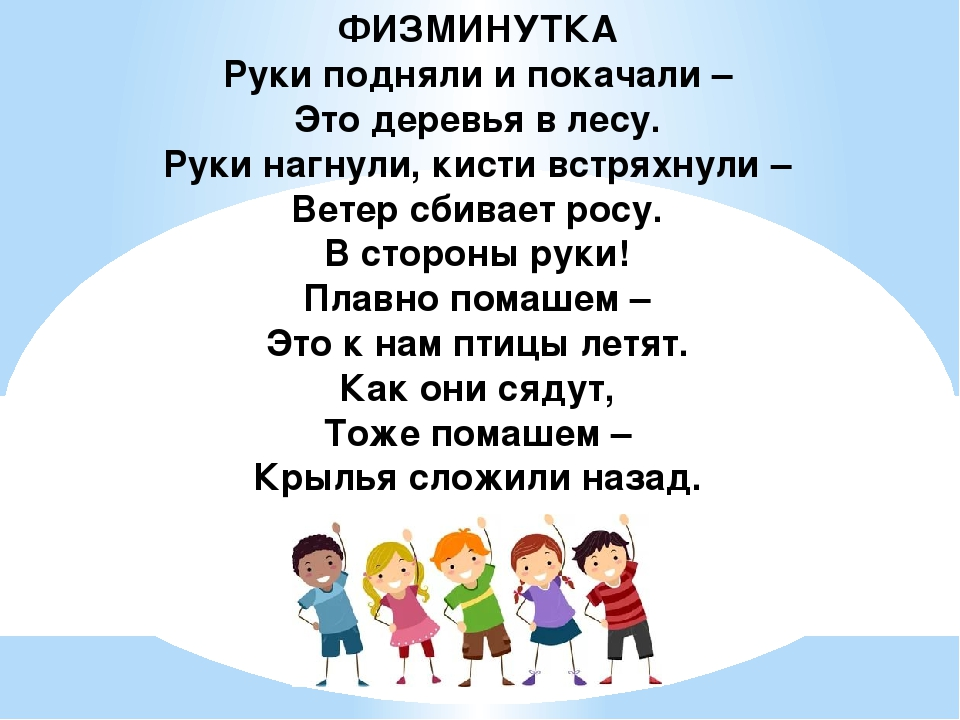 ФИЗМИНУТКА
Руки подняли и покачали –
Это деревья в лесу.
Руки нагнули, кисти встряхнули –
Ветер сбивает росу.
В стороны руки!
Плавно помашем –
Это к нам птицы летят.
Как они сядут,
Тоже помашем –
Крылья сложили назад.